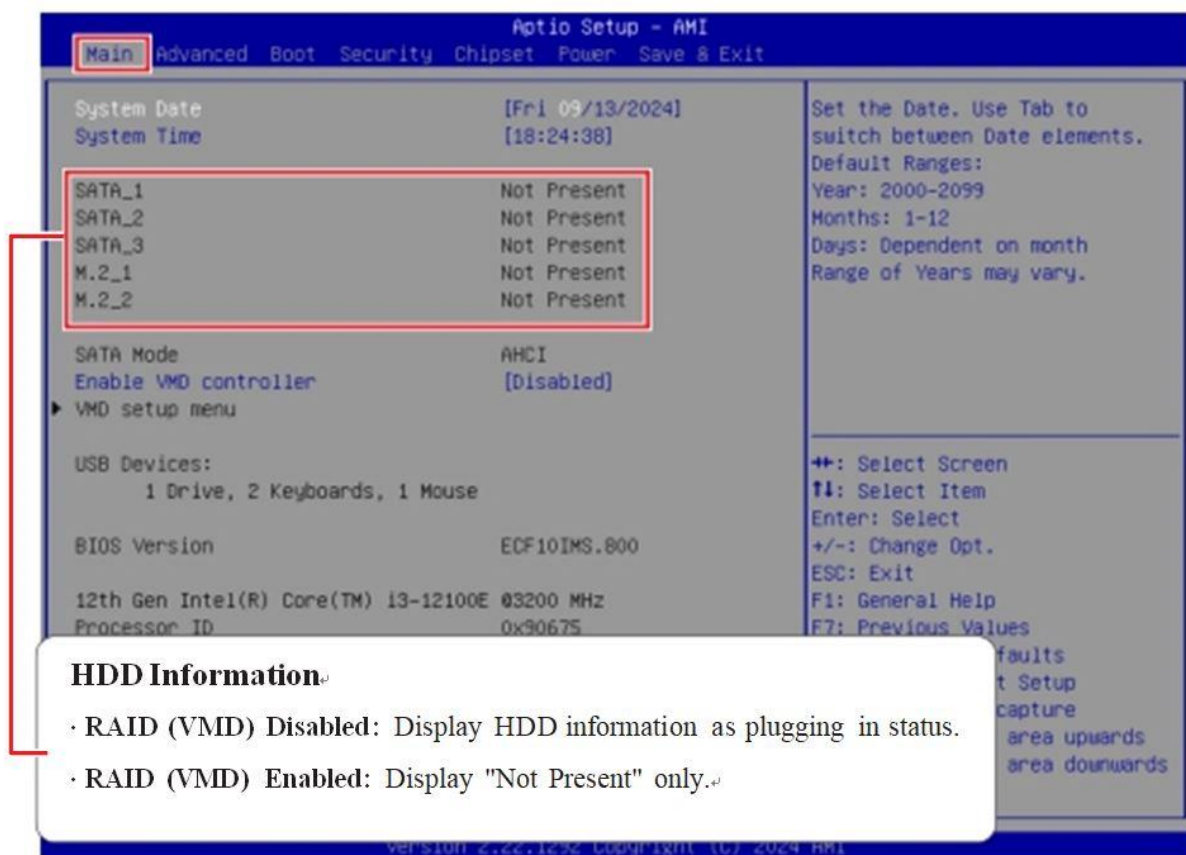 Aptio Setup - AMI
Main Advanced Boot Security Chipset Power Save & Exit
System Date [Fri 09/13/2024]
System Time [18:24:38]
SATA_1 Not Present
SATA_2 Not Present
SATA_3 Not Present
M.2_1 Not Present
M.2_2 Not Present
SATA Mode AHCI
Enable VMD controller [Disabled]
VMD setup menu
USB Devices:
1 Drive, 2 Keyboards, 1 Mouse
BIOS Version ECF10IMS.800
12th Gen Intel(R) Core(TM) i3-12100E @3200 MHz
Processor ID 0x90675
Set the Date. Use Tab to
switch between Date elements.
Default Ranges:
Year: 2000-2099
Months: 1-12
Days: Dependent on month
Range of Years may vary.
→←: Select Screen
↑↓: Select Item
Enter: Select
+/-: Change Opt.
ESC: Exit
F1: General Help
F7: Previous Values
faults
t Setup
capture
area upwards
area downwards
HDD Information
· RAID (VMD) Disabled: Display HDD information as plugging in status.
· RAID (VMD) Enabled: Display "Not Present" only.
Version 2.22.1292 Copyright (C) 2024 AMI